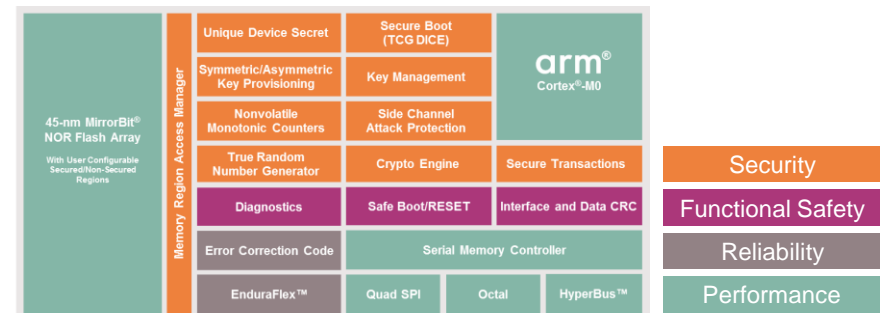 45-nm MirrorBit®
NOR Flash Array
With User Configurable
Secured/Non-Secured
Regions
Memory Region Access Manager
Unique Device Secret
Secure Boot
(TCG DICE)
arm®
Cortex®-M0
Symmetric/Asymmetric
Key Provisioning
Key Management
Nonvolatile
Monotonic Counters
Side Channel
Attack Protection
True Random
Number Generator
Crypto Engine
Secure Transactions
Diagnostics
Safe Boot/RESET
Interface and Data CRC
Error Correction Code
Serial Memory Controller
EnduraFlex™
Quad SPI
Octal
HyperBus™
Security
Functional Safety
Reliability
Performance